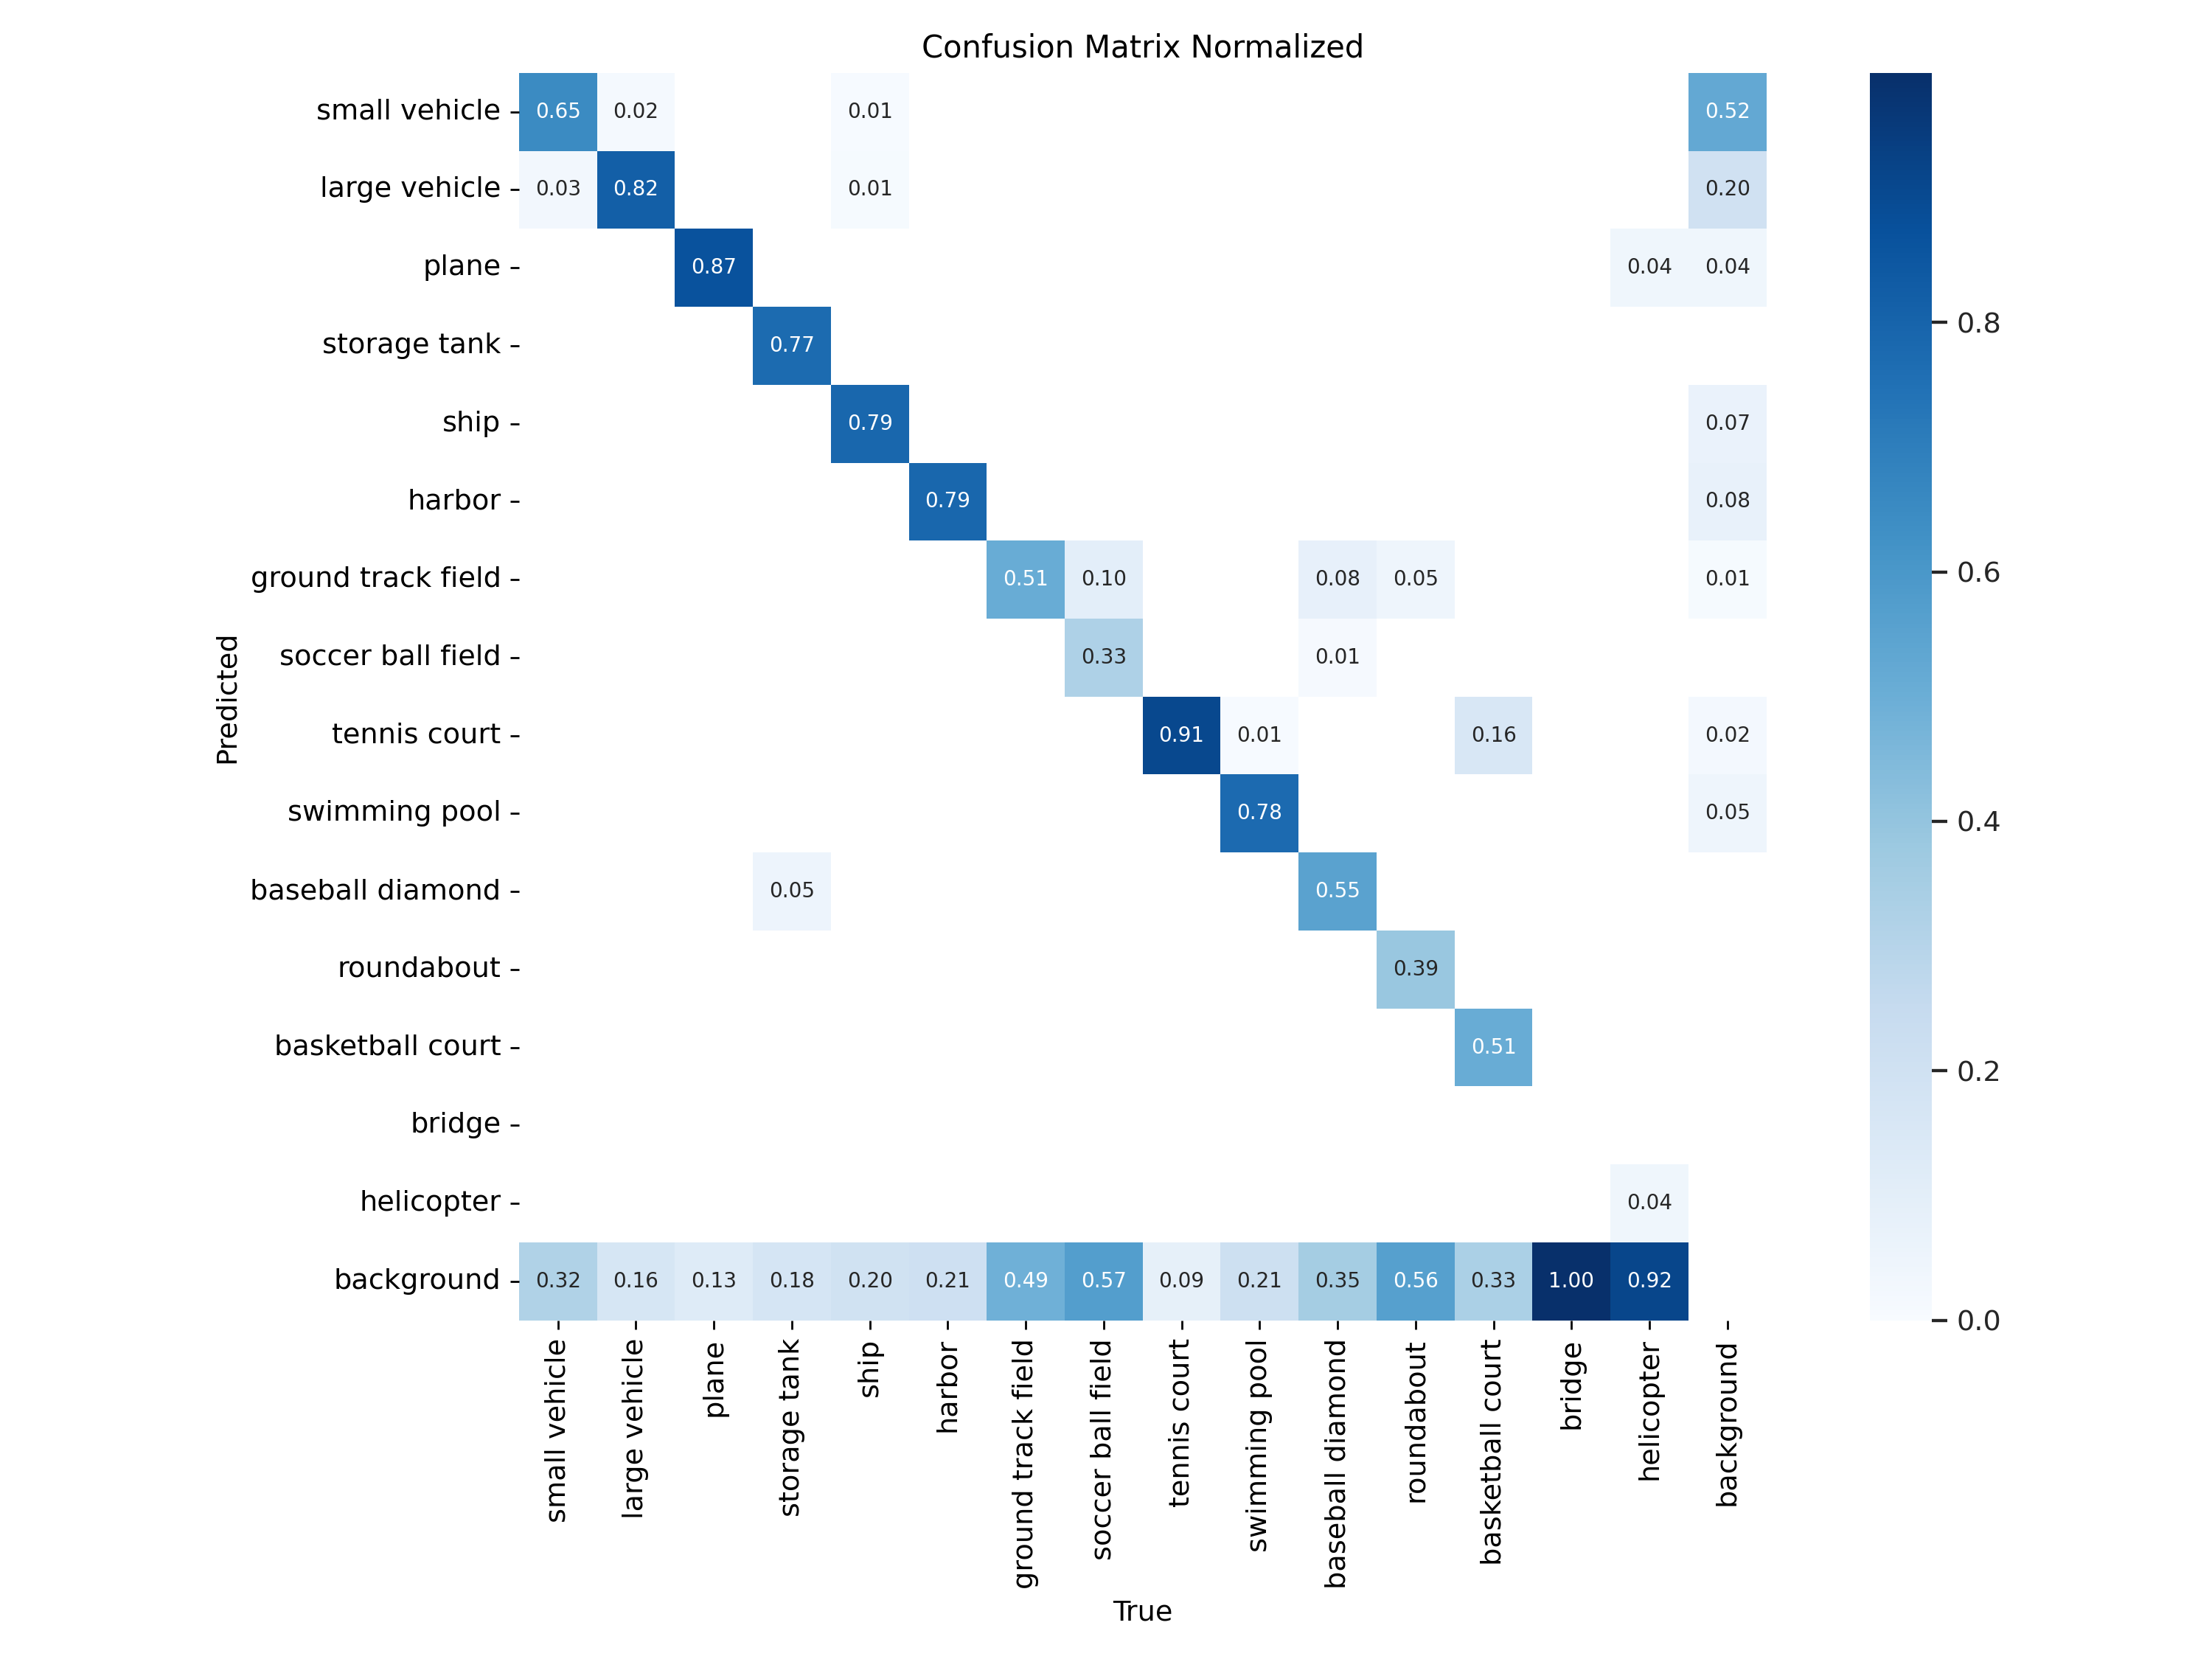 Confusion Matrix Normalized
small vehicle 0.65 0.02 0.01 0.52
large vehicle 0.03 0.82 0.01 0.20
plane 0.87 0.04 0.04
0.8
storage tank 0.77
ship 0.79 0.07
harbor 0.79 0.08
ground track field 0.51 0.10 0.08 0.05 0.01
0.6
soccer ball field 0.33 0.01
Predicted
tennis court 0.91 0.01 0.16 0.02
swimming pool 0.78 0.05
0.4
baseball diamond 0.05 0.55
roundabout 0.39
basketball court 0.51
0.2
bridge
helicopter 0.04
background 0.32 0.16 0.13 0.18 0.20 0.21 0.49 0.57 0.09 0.21 0.35 0.56 0.33 1.00 0.92
0.0
small vehicle
large vehicle
plane
storage tank
ship
harbor
ground track field
soccer ball field
tennis court
swimming pool
baseball diamond
roundabout
basketball court
bridge
helicopter
background
True